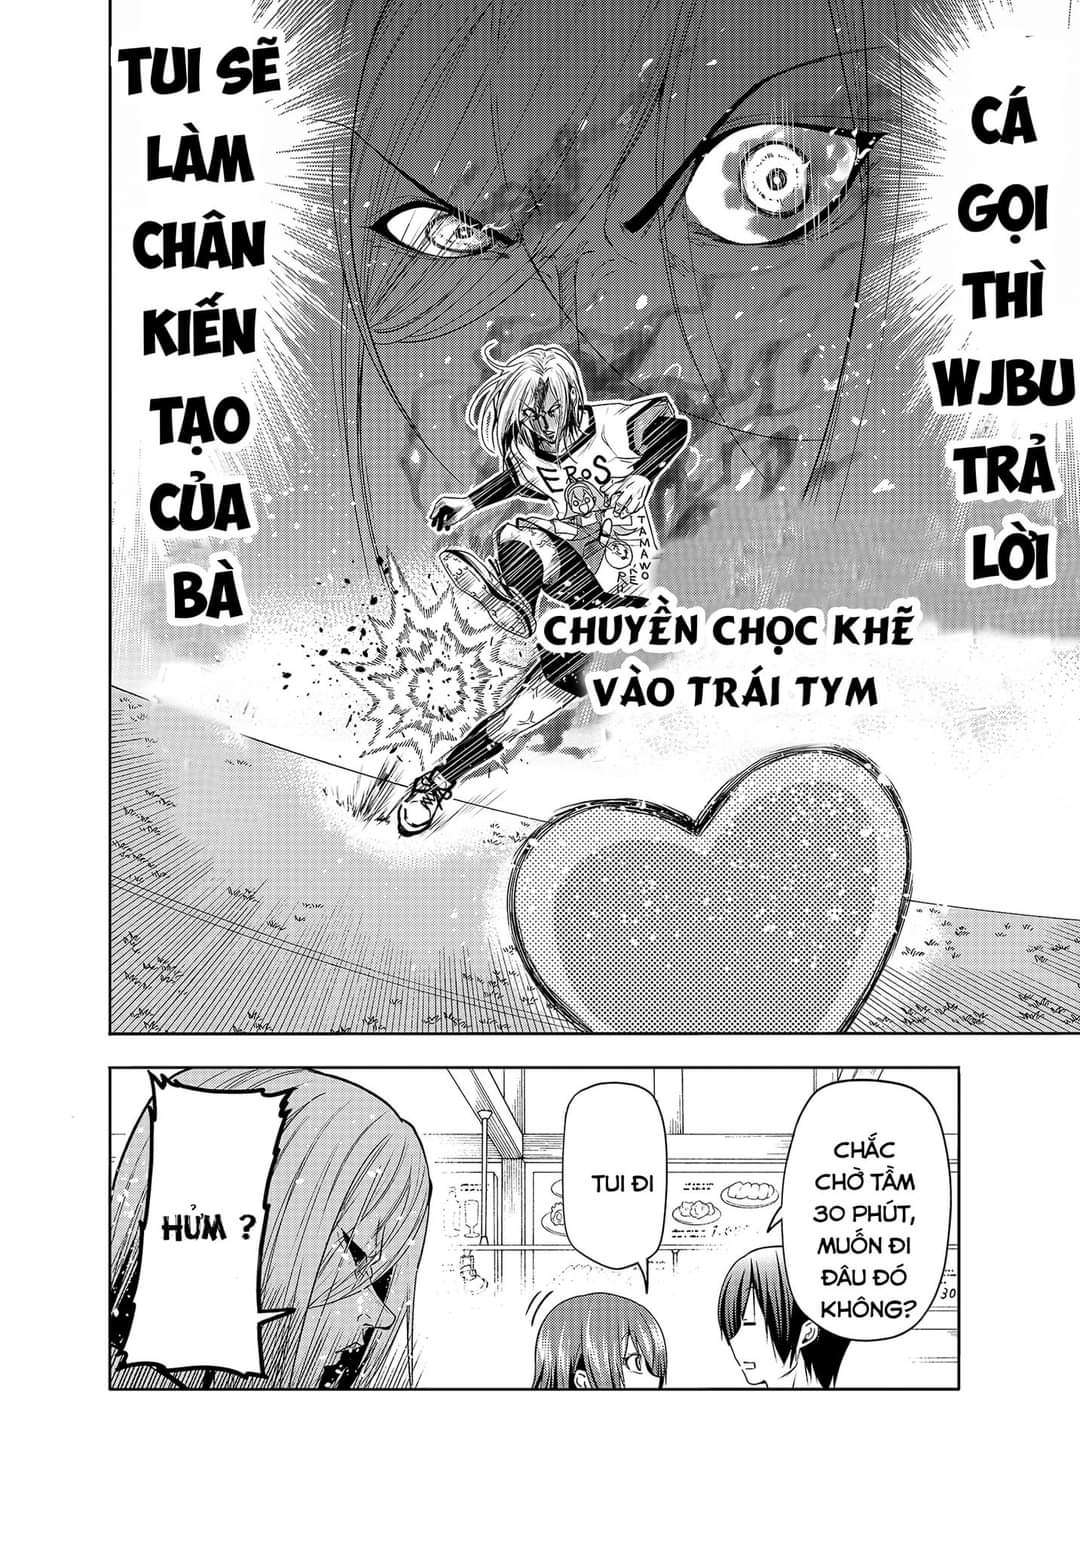 CÁ
GỌI
THÌ
WJBU
TRẢ
LỜI
TUI SẼ
LÀM
CHÂN
KIẾN
TẠO
CỦA
BÀ
EROS
TAMAWO
CHUYỀN CHỌC KHẼ
VÀO TRÁI TYM
CHẮC
CHỜ TẦM
30 PHÚT,
MUỐN ĐI
ĐÂU ĐÓ
KHÔNG?
30
TUI ĐI
HỬM ?